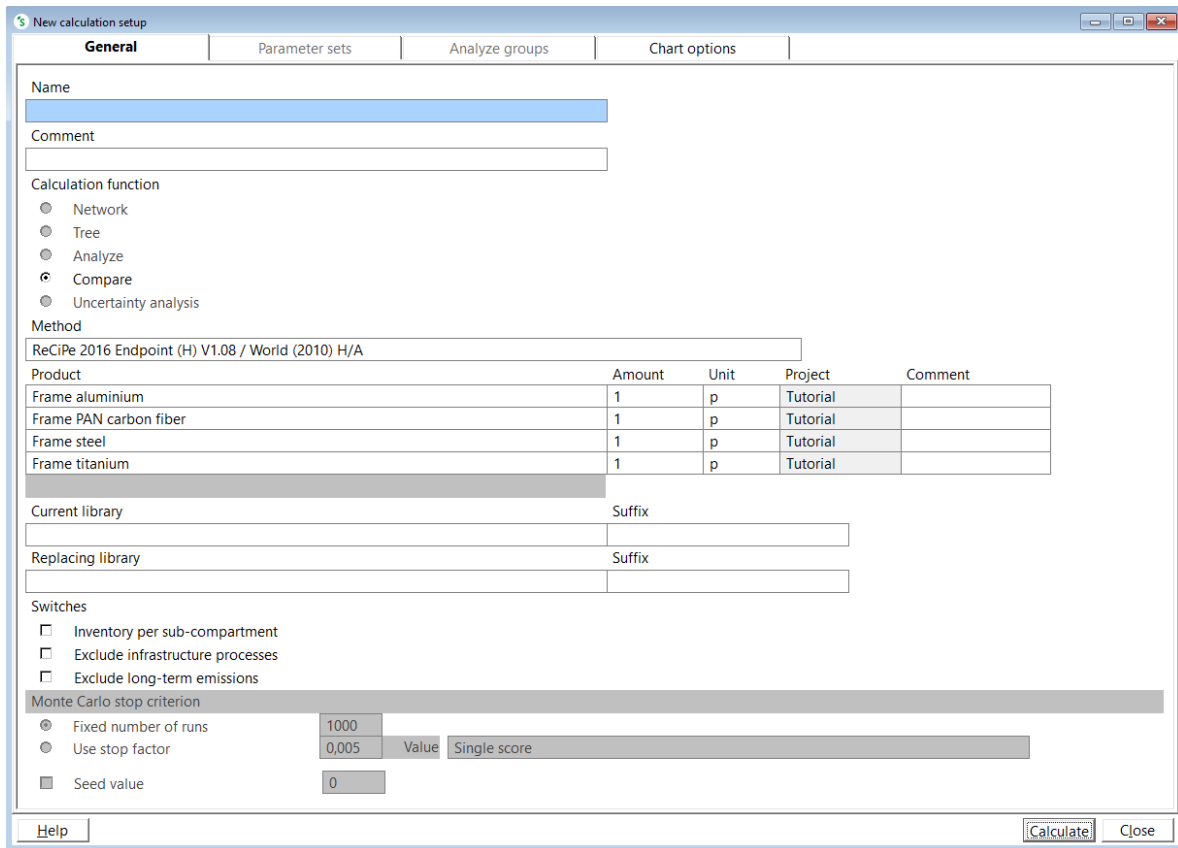 New calculation setup
General Parameter sets Analyze groups Chart options
Name
Comment
Calculation function
Network
Tree
Analyze
Compare
Uncertainty analysis
Method
ReCiPe 2016 Endpoint (H) V1.08 / World (2010) H/A
Product Amount Unit Project Comment
Frame aluminium 1 p Tutorial
Frame PAN carbon fiber 1 p Tutorial
Frame steel 1 p Tutorial
Frame titanium 1 p Tutorial
Current library Suffix
Replacing library Suffix
Switches
Inventory per sub-compartment
Exclude infrastructure processes
Exclude long-term emissions
Monte Carlo stop criterion
Fixed number of runs 1000
Use stop factor 0,005 Value Single score
Seed value 0
Help Calculate Close